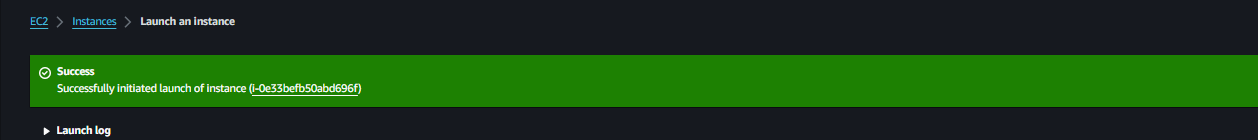 EC2 > Instances > Launch an instance
Success
Successfully initiated launch of instance (i-0e33befb50abd696f)
Launch log